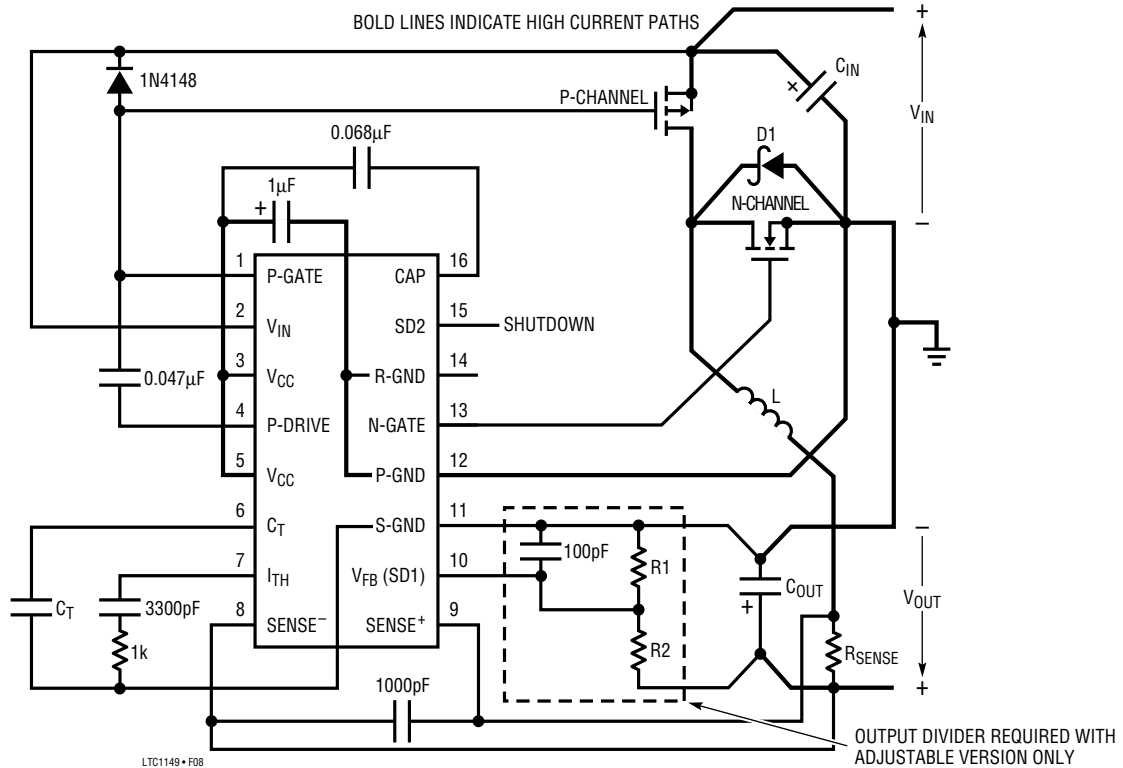 BOLD LINES INDICATE HIGH CURRENT PATHS
+
1N4148
P-CHANNEL
+
C_IN
V_IN
0.068µF
D1
1µF
+
N-CHANNEL
−
1
P-GATE
CAP
16
2
V_IN
SD2
15
SHUTDOWN
3
V_CC
R-GND
14
0.047µF
4
P-DRIVE
N-GATE
13
L
5
V_CC
P-GND
12
6
C_T
S-GND
11
−
7
I_TH
V_FB (SD1)
10
100pF
R1
C_OUT
+
V_OUT
C_T
3300pF
8
SENSE⁻
SENSE⁺
9
1k
R2
R_SENSE
+
1000pF
OUTPUT DIVIDER REQUIRED WITH
ADJUSTABLE VERSION ONLY
LTC1149 • F08